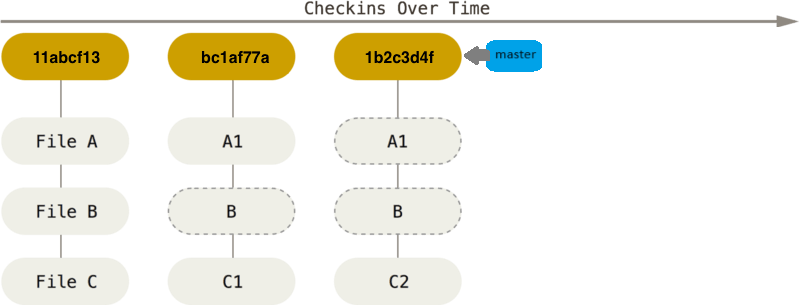 Checkins Over Time
11abcf13
bc1af77a
1b2c3d4f
master
File A
A1
A1
File B
B
B
File C
C1
C2